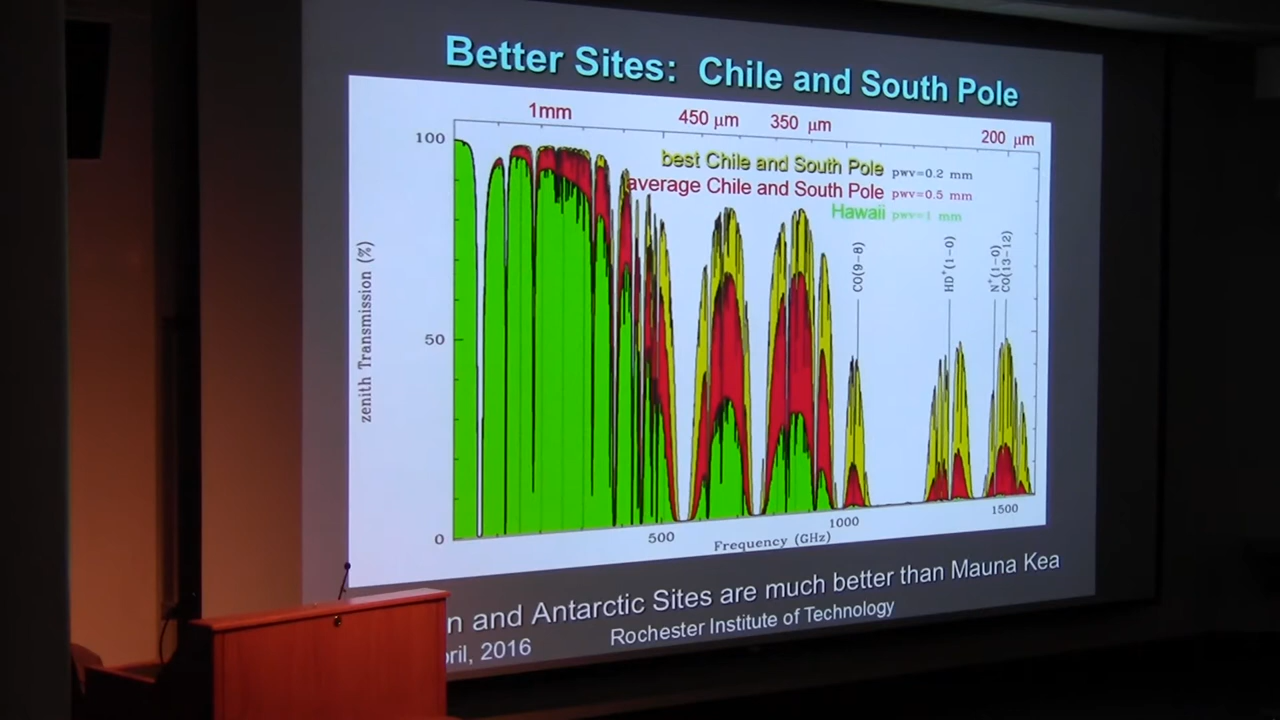 Better Sites: Chile and South Pole
1mm 450 μm 350 μm 200 μm
best Chile and South Pole pwv=0.2 mm
average Chile and South Pole pwv=0.5 mm
Hawaii pwv=1 mm
CO(9-8)
HD⁺(1-0)
N⁺(1-0)
CO(13-12)
zenith Transmission (%)
100
50
0
500 1000 1500
Frequency (GHz)
and Antarctic Sites are much better than Mauna Kea
2016 Rochester Institute of Technology